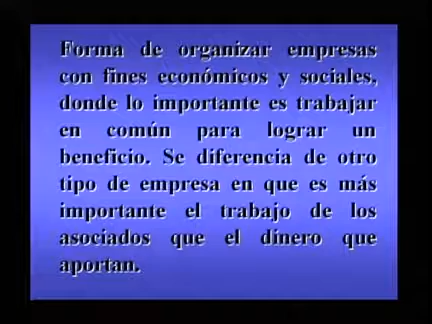 Forma de organizar empresas
con fines económicos y sociales,
donde lo importante es trabajar
en común para lograr un
beneficio. Se diferencia de otro
tipo de empresa en que es más
importante el trabajo de los
asociados que el dinero que
aportan.